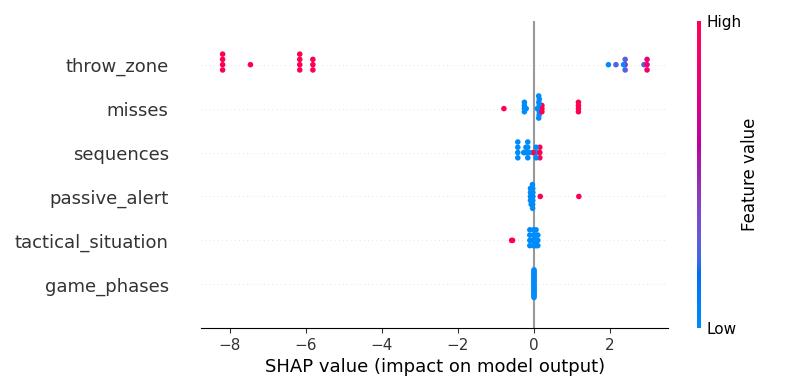 High
throw_zone
misses
sequences
passive_alert
tactical_situation
game_phases
Feature value
Low
−8 −6 −4 −2 0 2
SHAP value (impact on model output)